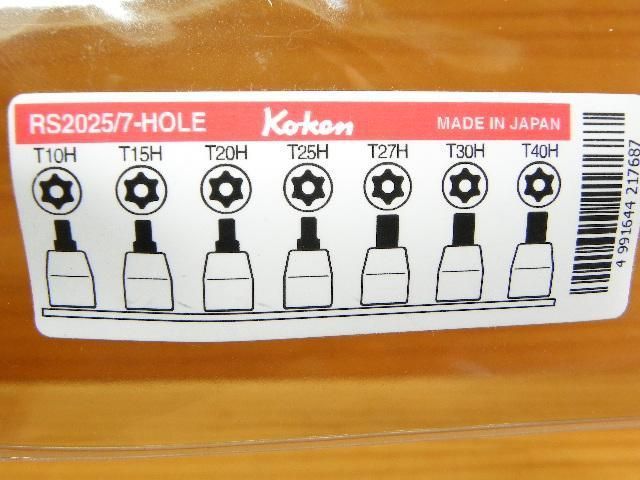 RS2025/7-HOLE Koken MADE IN JAPAN
T10H T15H T20H T25H T27H T30H T40H
4 991644 217687